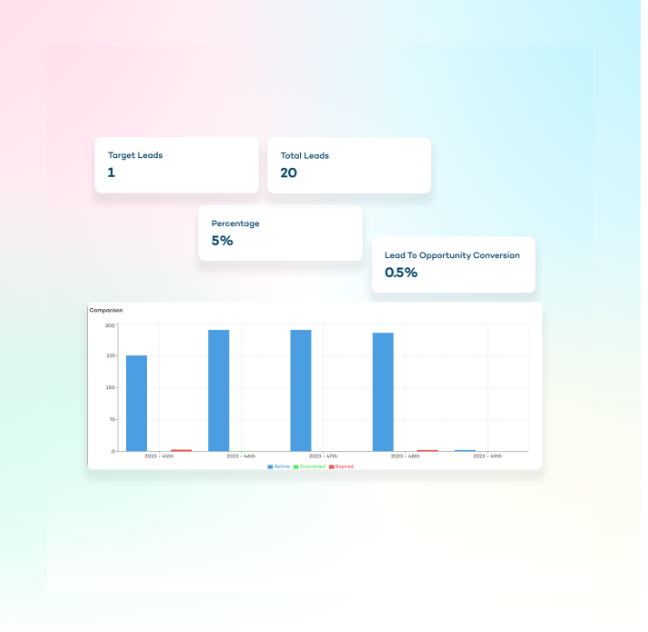 Target Leads
1
Total Leads
20
Percentage
5%
Lead To Opportunity Conversion
0.5%
Comparison
300
225
150
75
0
2023 - 45th
2023 - 46th
2023 - 47th
2023 - 48th
2023 - 49th
Active
Converted
Expired